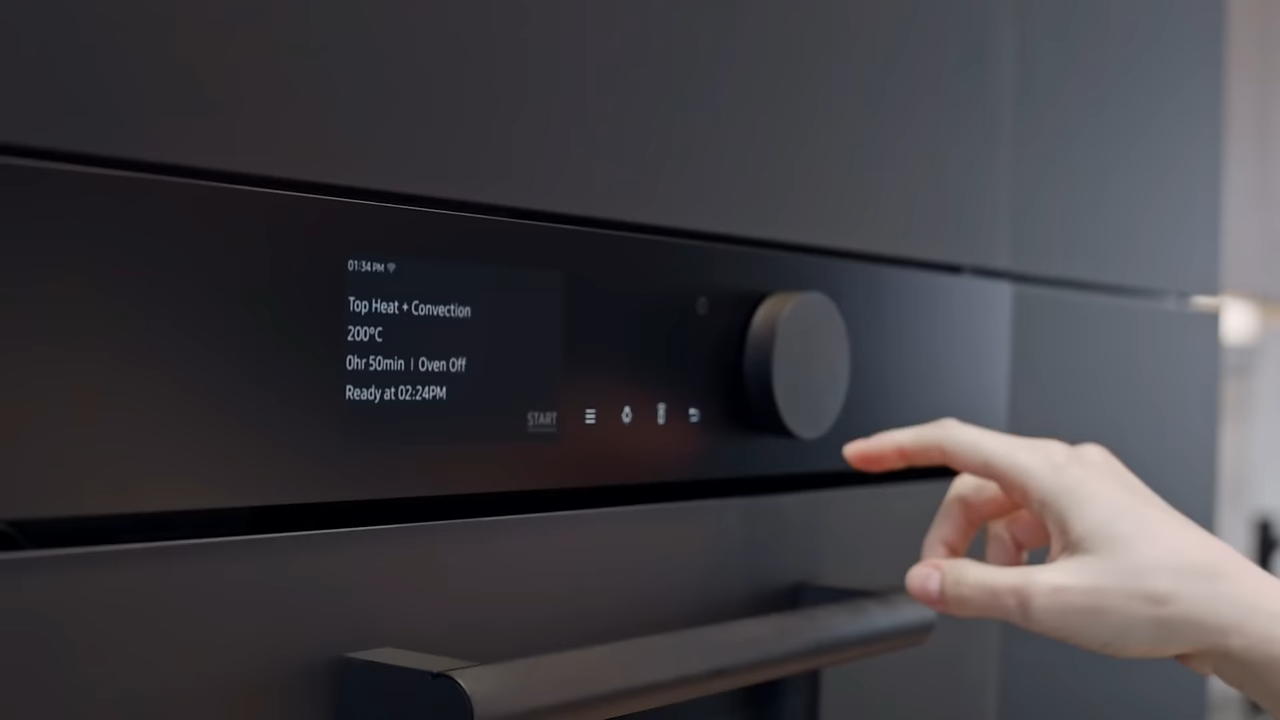 01:34 PM
Top Heat + Convection
200°C
0hr 50min | Oven Off
Ready at 02:24PM
START